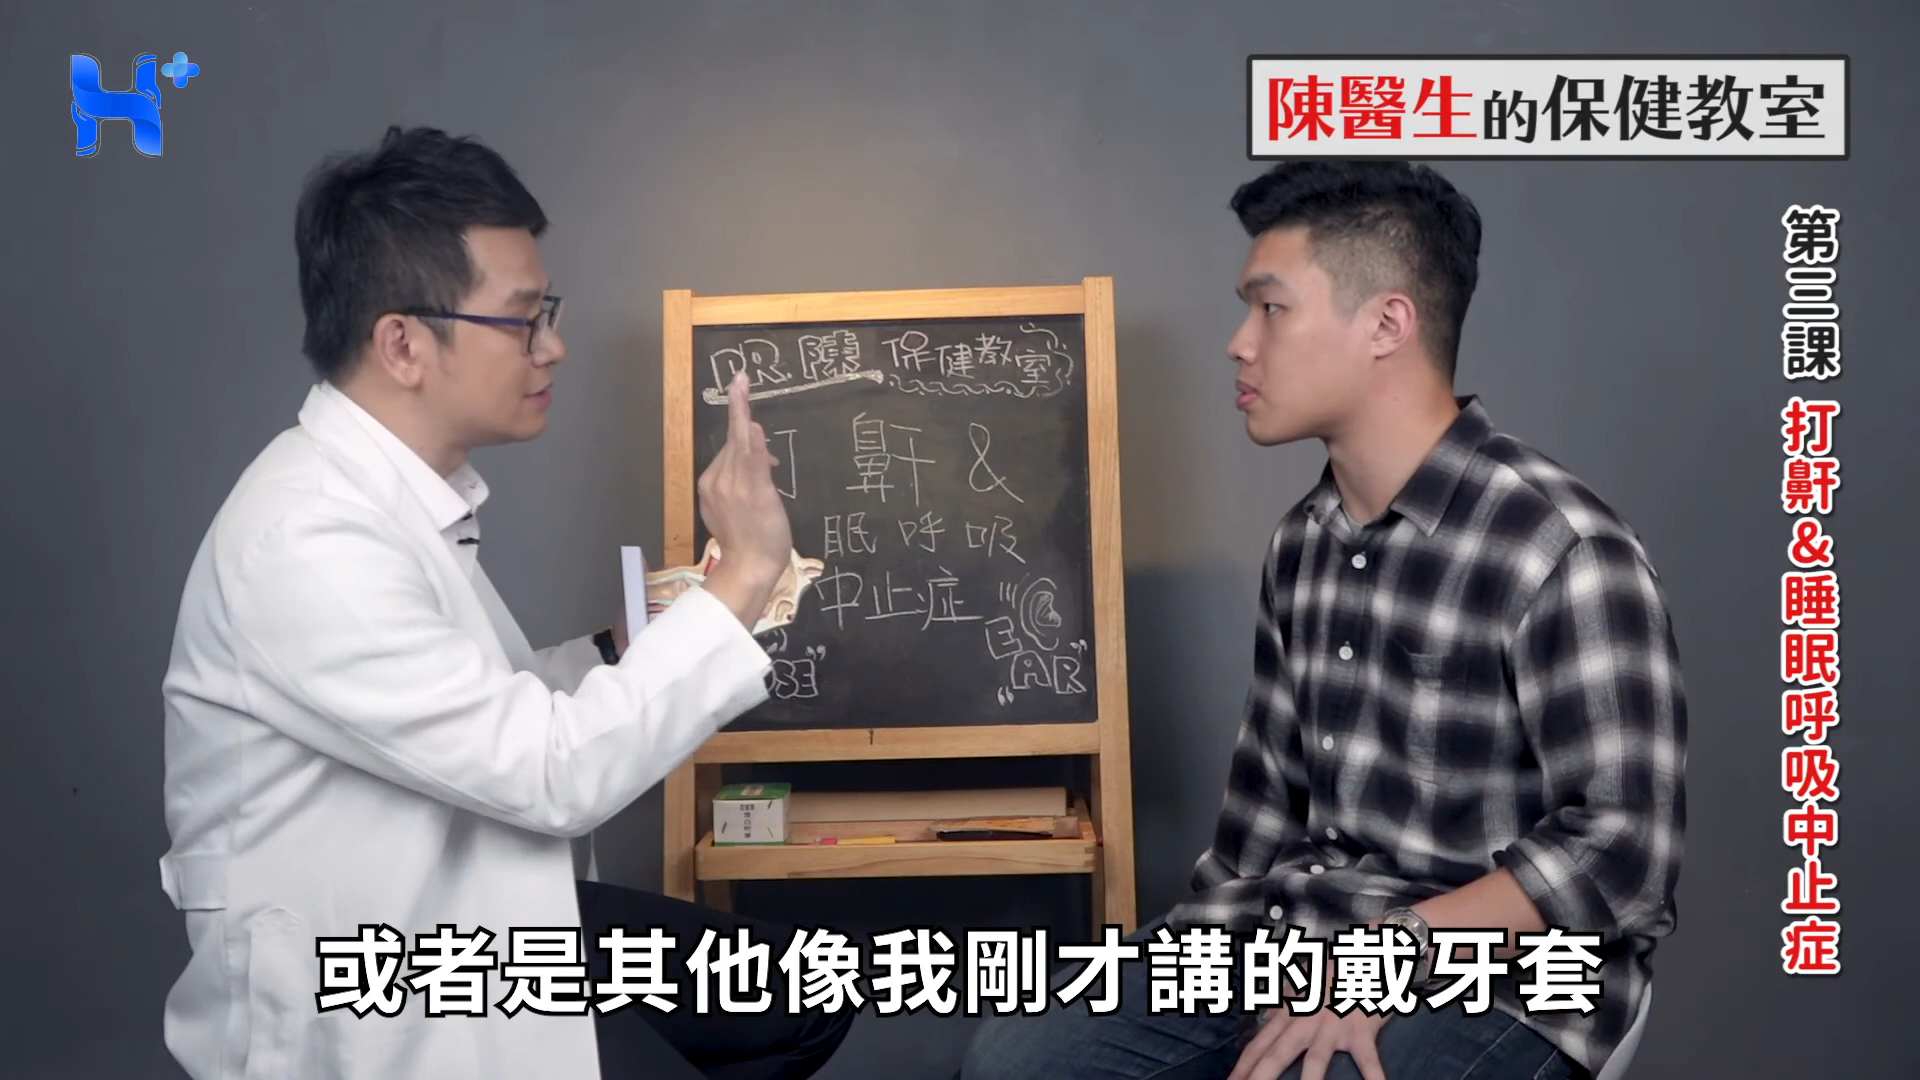 陳醫生的保健教室
第三課 打鼾&睡眠呼吸中止症
DR. 陳 保健教室
打鼾&
眠呼吸
中止症
"EAR"
或者是其他像我剛才講的戴牙套